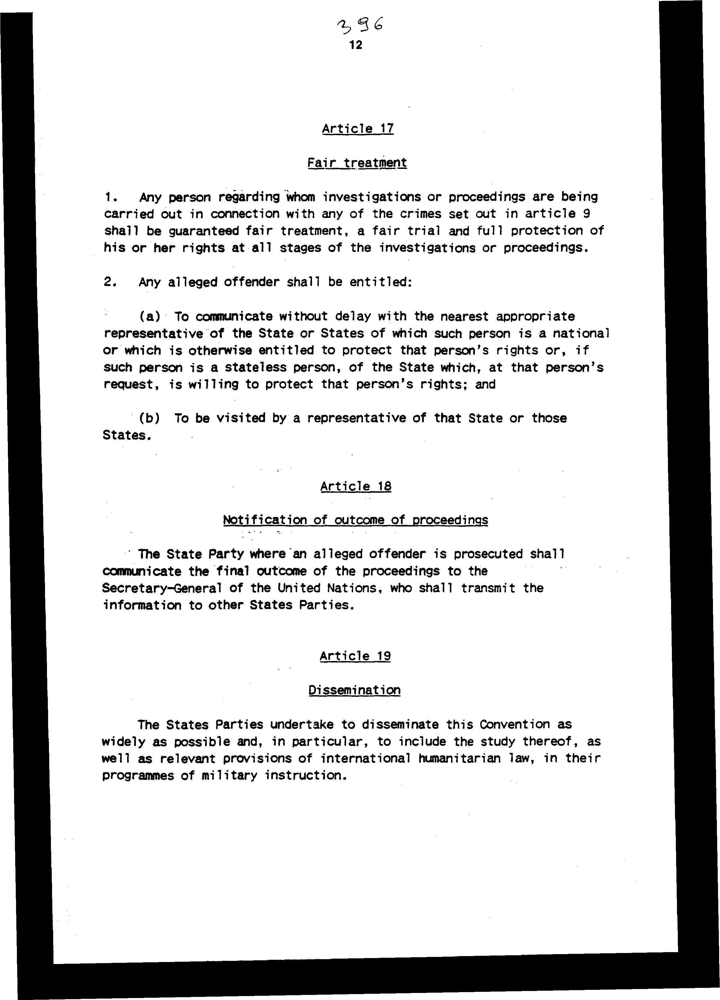 396
12
Article 17
Fair treatment
1. Any person regarding whom investigations or proceedings are being
carried out in connection with any of the crimes set out in article 9
shall be guaranteed fair treatment, a fair trial and full protection of
his or her rights at all stages of the investigations or proceedings.
2. Any alleged offender shall be entitled:
(a) To communicate without delay with the nearest appropriate
representative of the State or States of which such person is a national
or which is otherwise entitled to protect that person's rights or, if
such person is a stateless person, of the State which, at that person's
request, is willing to protect that person's rights; and
(b) To be visited by a representative of that State or those
States.
Article 18
Notification of outcome of proceedings
The State Party where an alleged offender is prosecuted shall
communicate the final outcome of the proceedings to the
Secretary-General of the United Nations, who shall transmit the
information to other States Parties.
Article 19
Dissemination
The States Parties undertake to disseminate this Convention as
widely as possible and, in particular, to include the study thereof, as
well as relevant provisions of international humanitarian law, in their
programmes of military instruction.